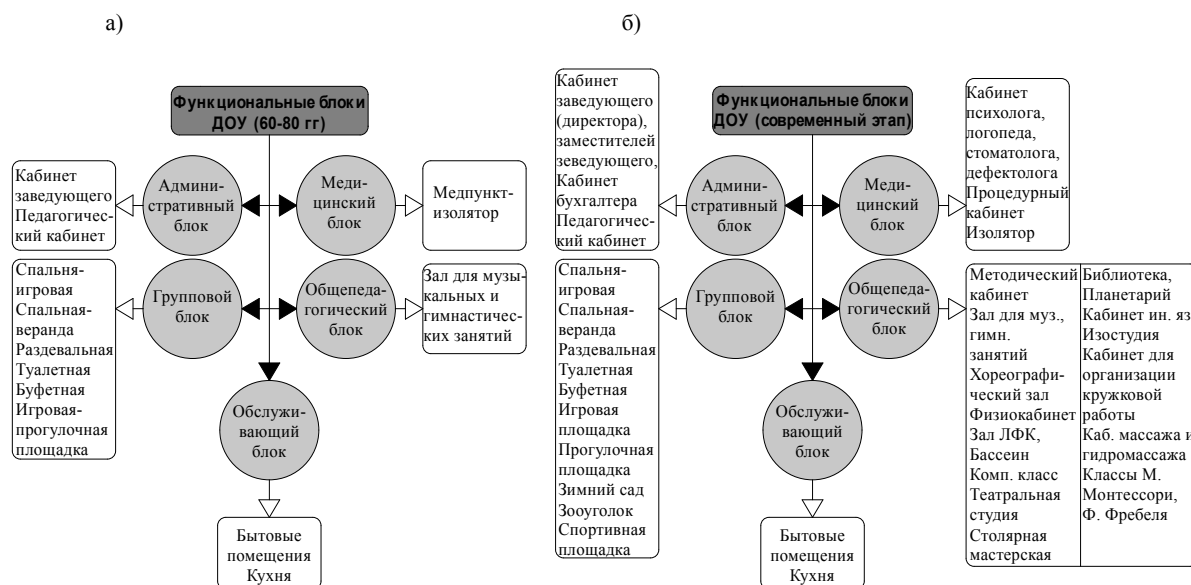 а)
Функциональные блоки
ДОУ (60-80 гг)
Кабинет
заведующего
Педагогичес-
кий кабинет
Админи-
стративный
блок
Меди-
цинский
блок
Медпункт-
изолятор
Спальня-
игровая
Спальная-
веранда
Раздевальная
Туалетная
Буфетная
Игровая-
прогулочная
площадка
Групповой
блок
Общепеда-
гогический
блок
Зал для музы-
кальных и
гимнастичес-
ких занятий
Обслужи-
вающий
блок
Бытовые
помещения
Кухня
б)
Функциональные блоки
ДОУ (современный этап)
Кабинет
заведующего
(директора),
заместителей
зеведующего,
Кабинет
бухгалтера
Педагогичес-
кий кабинет
Админи-
стративный
блок
Меди-
цинский
блок
Кабинет
психолога,
логопеда,
стоматолога,
дефектолога
Процедурный
кабинет
Изолятор
Спальня-
игровая
Спальная-
веранда
Раздевальная
Туалетная
Буфетная
Игровая
площадка
Прогулочная
площадка
Зимний сад
Зооуголок
Спортивная
площадка
Групповой
блок
Общепеда-
гогический
блок
Методический
кабинет
Зал для муз.,
гимн.
занятий
Хореографи-
ческий зал
Физиокабинет
Зал ЛФК,
Бассеин
Комп. класс
Театральная
студия
Столярная
мастерская
Библиотека,
Планетарий
Кабинет ин. яз
Изостудия
Кабинет для
организации
кружковой
работы
Каб. массажа и
гидромассажа
Классы М.
Монтессори,
Ф. Фребеля
Обслужи-
вающий
блок
Бытовые
помещения
Кухня